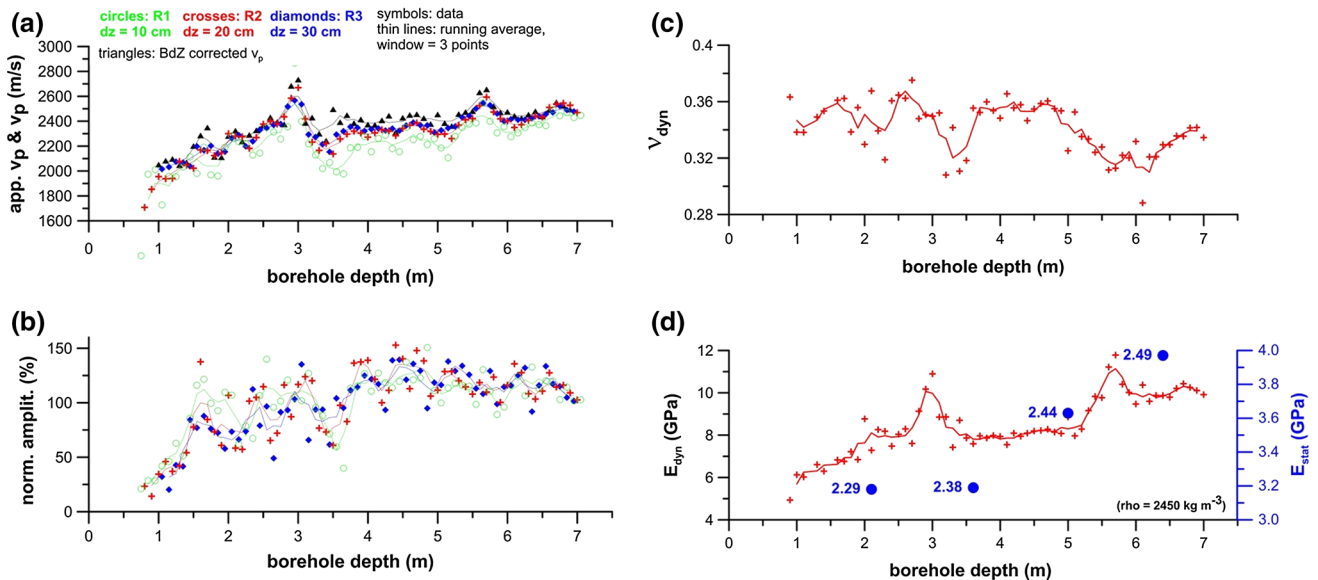 (a)
circles: R1 crosses: R2 diamonds: R3
dz = 10 cm dz = 20 cm dz = 30 cm
triangles: BdZ corrected vp
symbols: data
thin lines: running average,
window = 3 points
app. vp & vp (m/s)
3000
2800
2600
2400
2200
2000
1800
1600
0 1 2 3 4 5 6 7
borehole depth (m)
(c)
νdyn
0.4
0.36
0.32
0.28
0 1 2 3 4 5 6 7
borehole depth (m)
(b)
norm. amplit. (%)
150
100
50
0
0 1 2 3 4 5 6 7
borehole depth (m)
(d)
Edyn (GPa)
12
10
8
6
4
2.29
2.38
2.44
2.49
(rho = 2450 kg m-3)
4.0
3.8
3.6
3.4
3.2
3.0
Estat (GPa)
0 1 2 3 4 5 6 7
borehole depth (m)